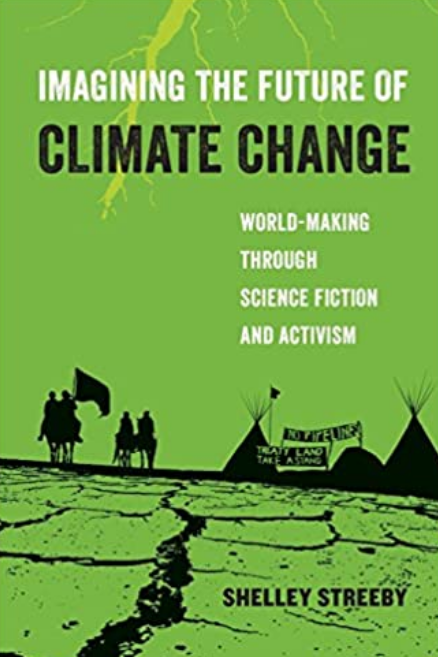 IMAGINING THE FUTURE OF
CLIMATE CHANGE
WORLD-MAKING
THROUGH
SCIENCE FICTION
AND ACTIVISM
NO PIPELINES
TREATY LAND
TAKE A STAND
SHELLEY STREEBY